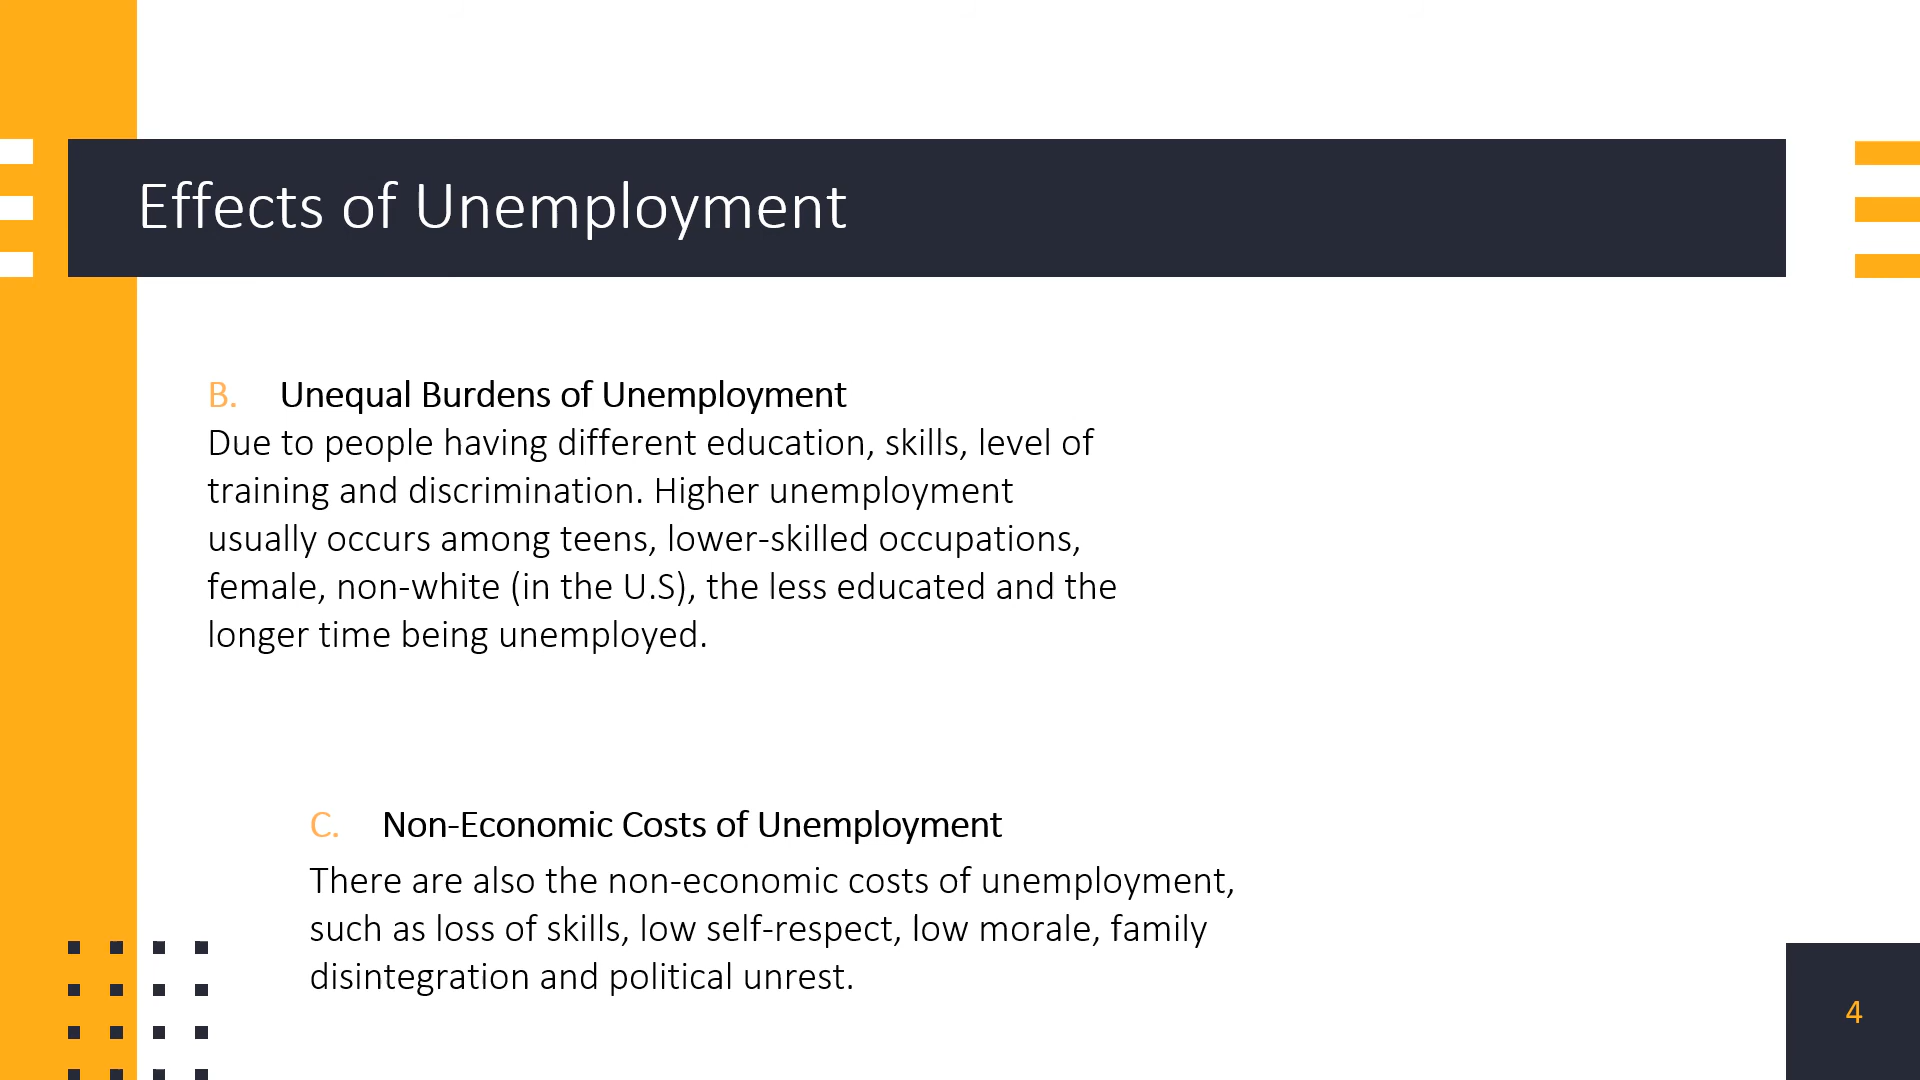 Effects of Unemployment
B. Unequal Burdens of Unemployment
Due to people having different education, skills, level of
training and discrimination. Higher unemployment
usually occurs among teens, lower-skilled occupations,
female, non-white (in the U.S), the less educated and the
longer time being unemployed.
C. Non-Economic Costs of Unemployment
There are also the non-economic costs of unemployment,
such as loss of skills, low self-respect, low morale, family
disintegration and political unrest.
4